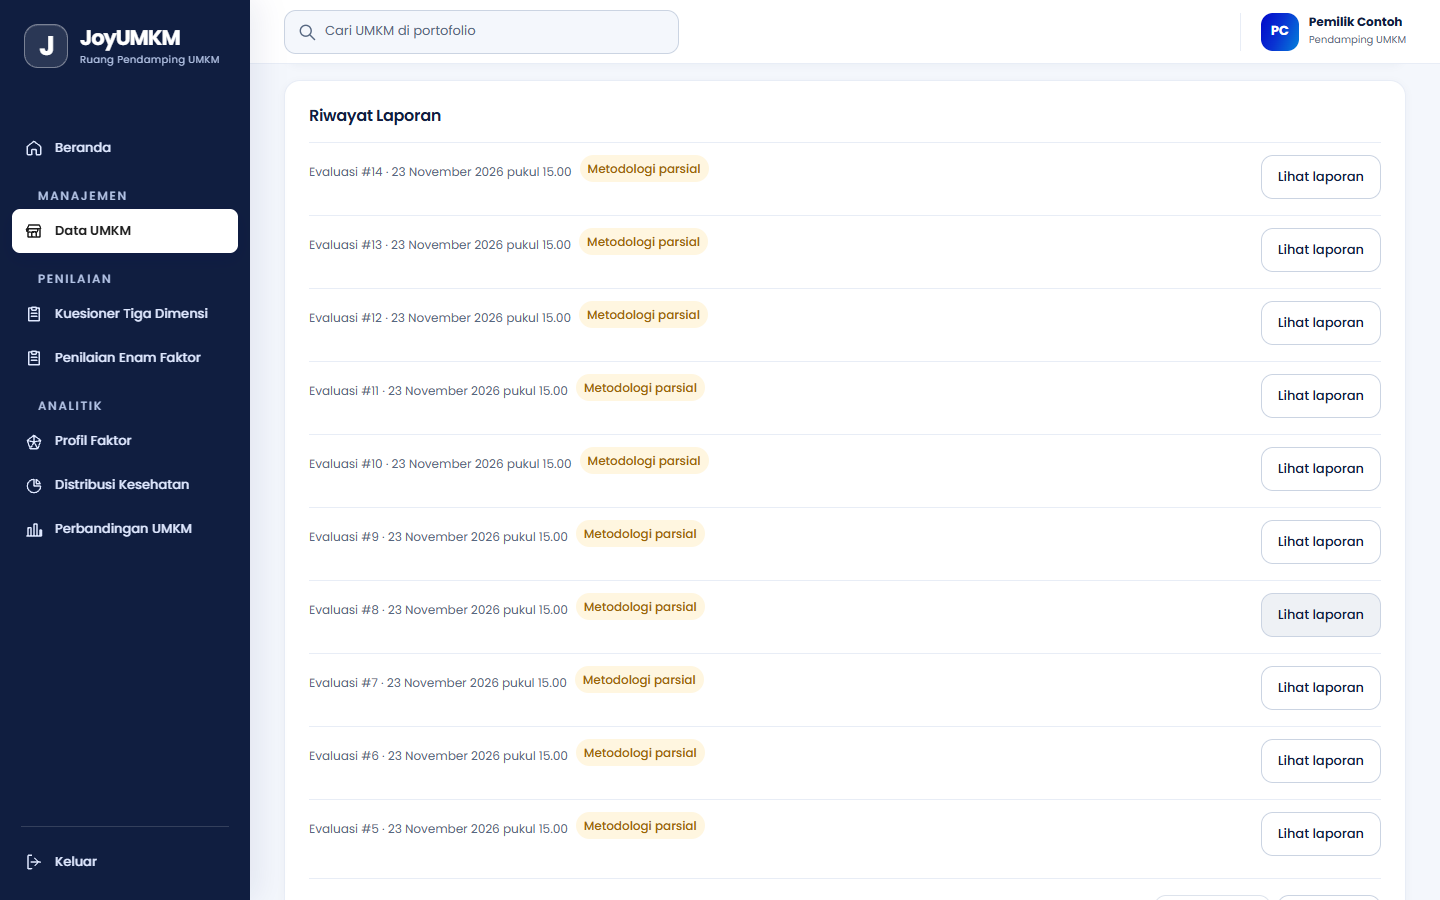 J
JoyUMKM
Ruang Pendamping UMKM
Beranda
MANAJEMEN
Data UMKM
PENILAIAN
Kuesioner Tiga Dimensi
Penilaian Enam Faktor
ANALITIK
Profil Faktor
Distribusi Kesehatan
Perbandingan UMKM
Keluar
Cari UMKM di portofolio
PC
Pemilik Contoh
Pendamping UMKM
Riwayat Laporan
Evaluasi #14 · 23 November 2026 pukul 15.00 Metodologi parsial Lihat laporan
Evaluasi #13 · 23 November 2026 pukul 15.00 Metodologi parsial Lihat laporan
Evaluasi #12 · 23 November 2026 pukul 15.00 Metodologi parsial Lihat laporan
Evaluasi #11 · 23 November 2026 pukul 15.00 Metodologi parsial Lihat laporan
Evaluasi #10 · 23 November 2026 pukul 15.00 Metodologi parsial Lihat laporan
Evaluasi #9 · 23 November 2026 pukul 15.00 Metodologi parsial Lihat laporan
Evaluasi #8 · 23 November 2026 pukul 15.00 Metodologi parsial Lihat laporan
Evaluasi #7 · 23 November 2026 pukul 15.00 Metodologi parsial Lihat laporan
Evaluasi #6 · 23 November 2026 pukul 15.00 Metodologi parsial Lihat laporan
Evaluasi #5 · 23 November 2026 pukul 15.00 Metodologi parsial Lihat laporan